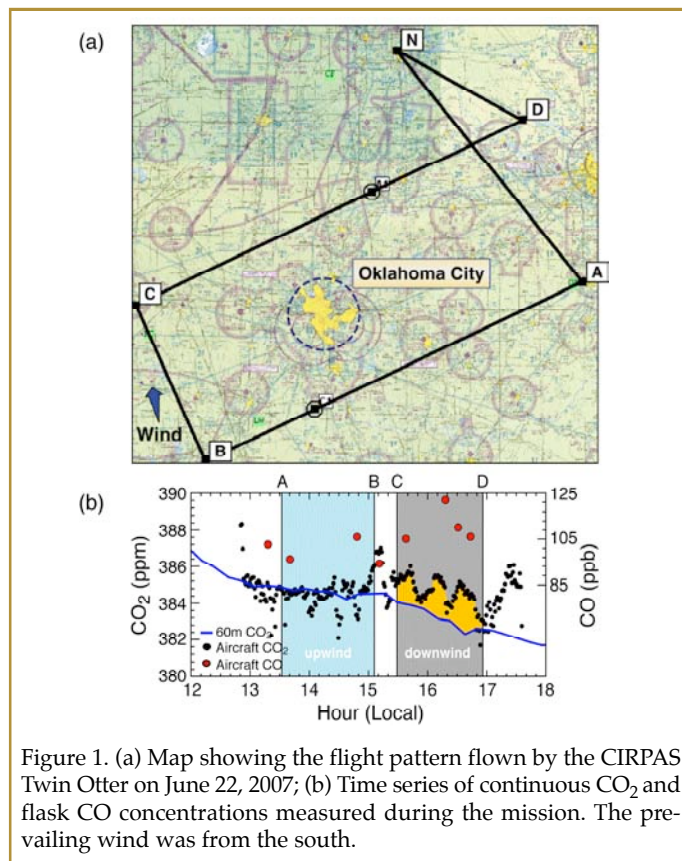 (a)
N
D
Oklahoma City
A
C
Wind
B
(b)
A B C D
390
388
386
384
382
380
CO2 (ppm)
125
105
85
CO (ppb)
60m CO2
Aircraft CO2
Aircraft CO
upwind
downwind
12 13 14 15 16 17 18
Hour (Local)
Figure 1. (a) Map showing the flight pattern flown by the CIRPAS
Twin Otter on June 22, 2007; (b) Time series of continuous CO2 and
flask CO concentrations measured during the mission. The pre-
vailing wind was from the south.